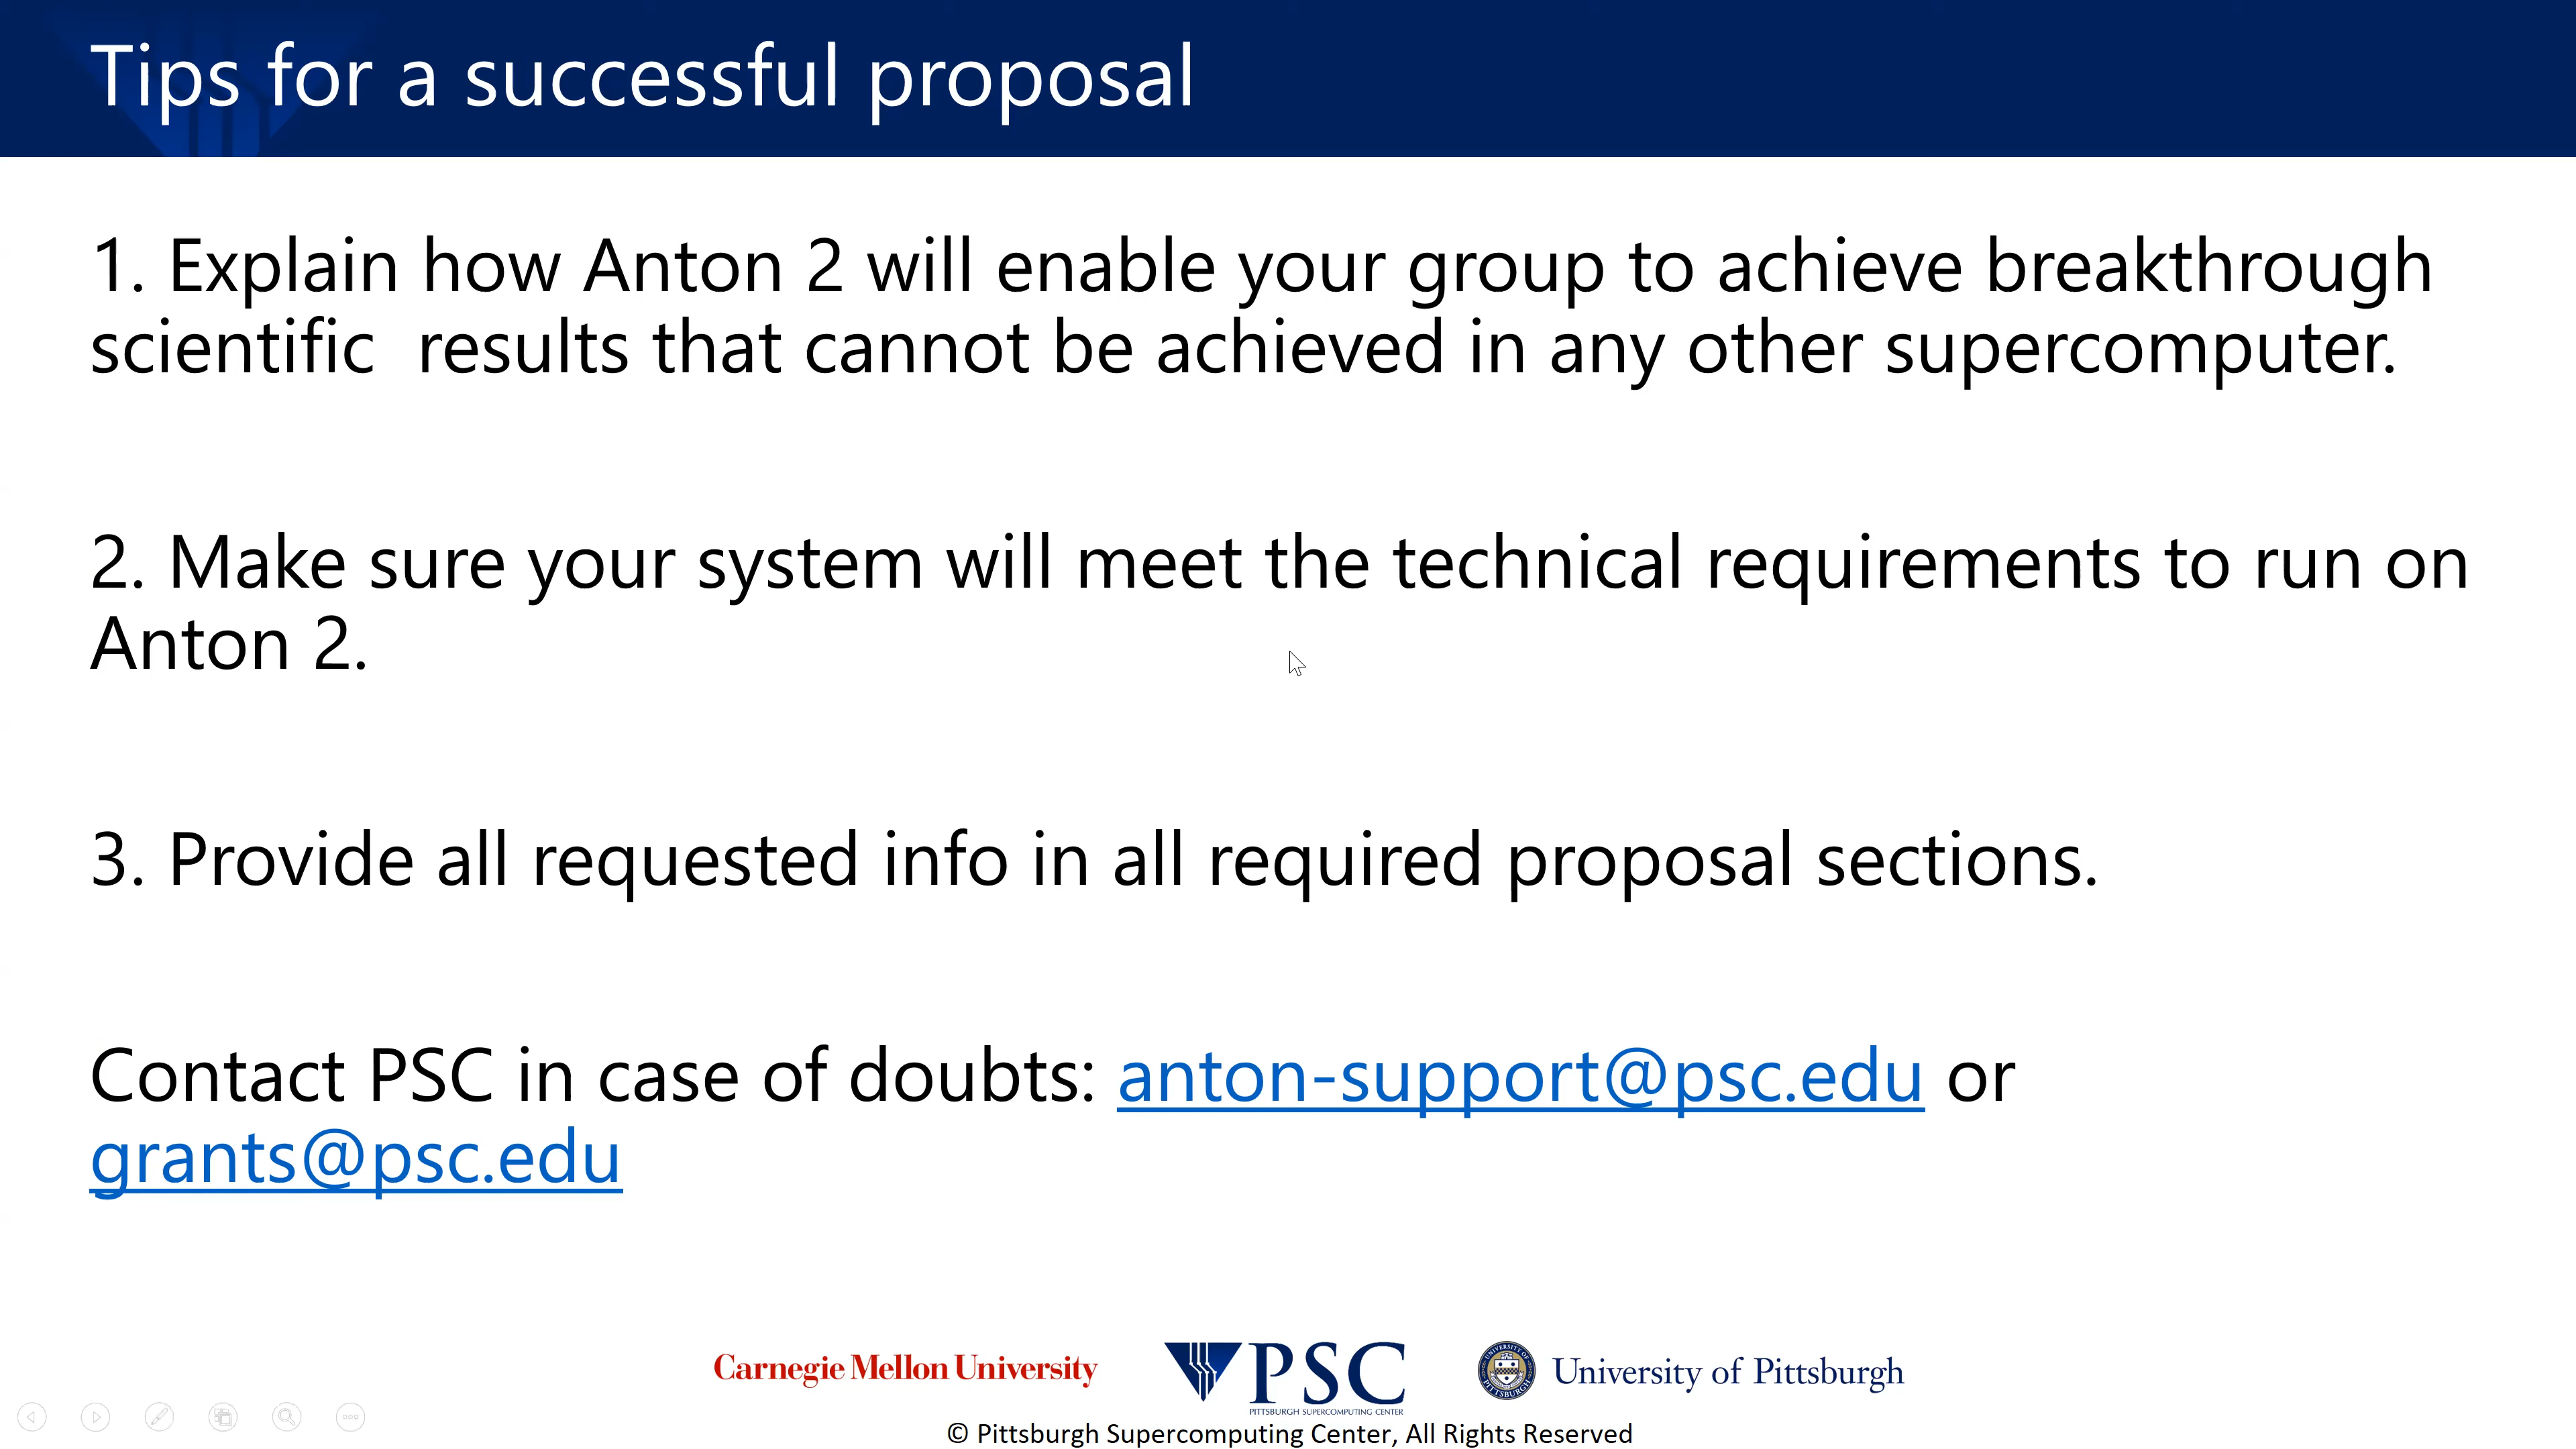 Tips for a successful proposal
1. Explain how Anton 2 will enable your group to achieve breakthrough
scientific  results that cannot be achieved in any other supercomputer.
2. Make sure your system will meet the technical requirements to run on
Anton 2.
3. Provide all requested info in all required proposal sections.
Contact PSC in case of doubts: anton-support@psc.edu or
grants@psc.edu
Carnegie Mellon University
PSC
PITTSBURGH SUPERCOMPUTING CENTER
University of Pittsburgh
© Pittsburgh Supercomputing Center, All Rights Reserved